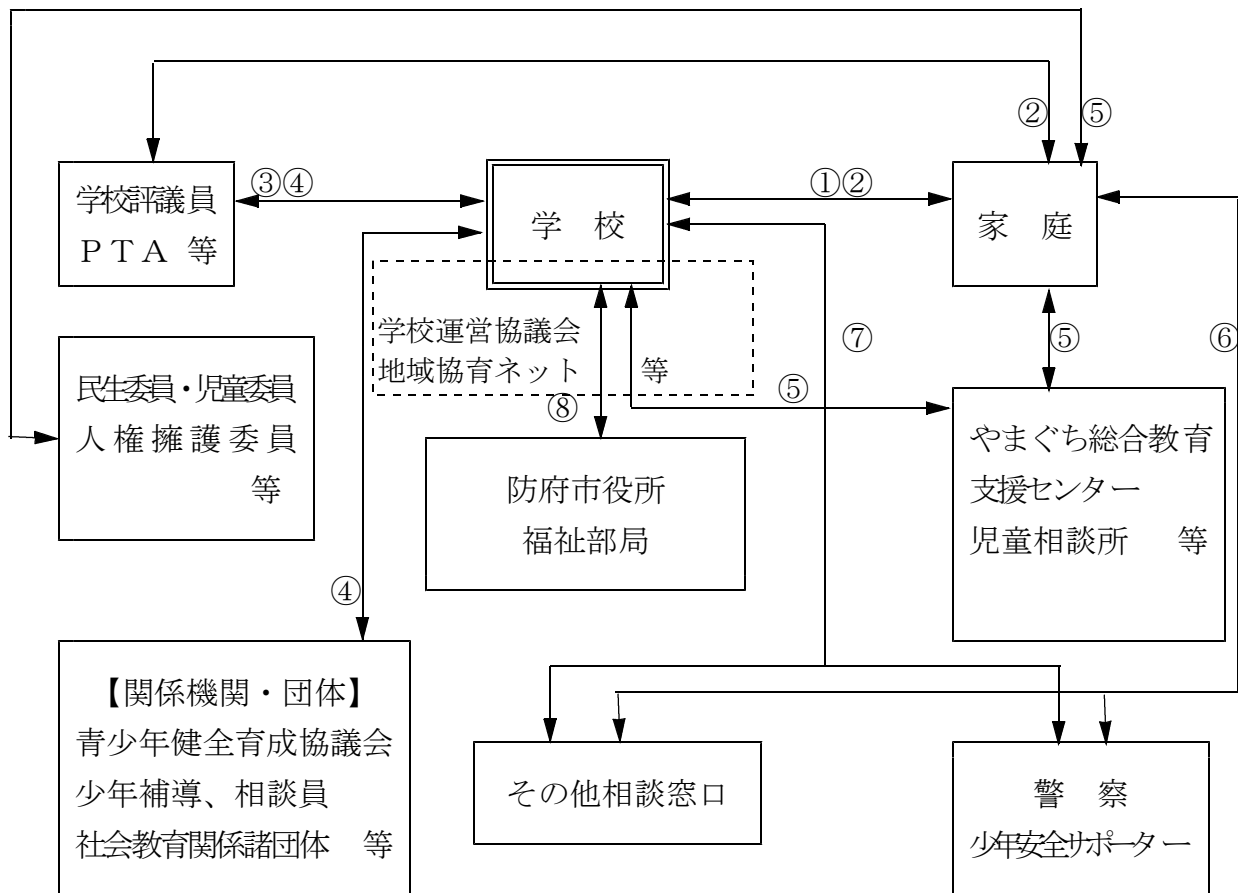 ② ⑤
学校評議員
ＰＴＡ 等
③④
学 校
①②
家 庭
学校運営協議会
地域協育ネット 等
⑦
⑤
⑥
⑤
⑧
民生委員・児童委員
人権擁護委員
等
防府市役所
福祉部局
やまぐち総合教育
支援センター
児童相談所 等
④
【関係機関・団体】
青少年健全育成協議会
少年補導、相談員
社会教育関係諸団体 等
その他相談窓口
警 察
少年安全サポーター